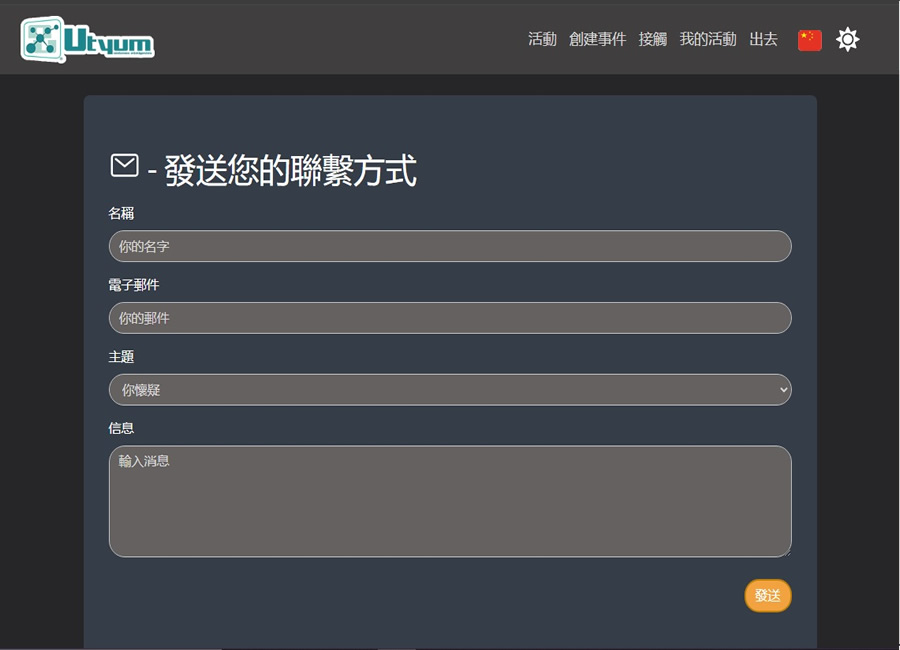 Utyum
活動 創建事件 接觸 我的活動 出去
- 發送您的聯繫方式
名稱
你的名字
電子郵件
你的郵件
主題
你懷疑
信息
輸入消息
發送